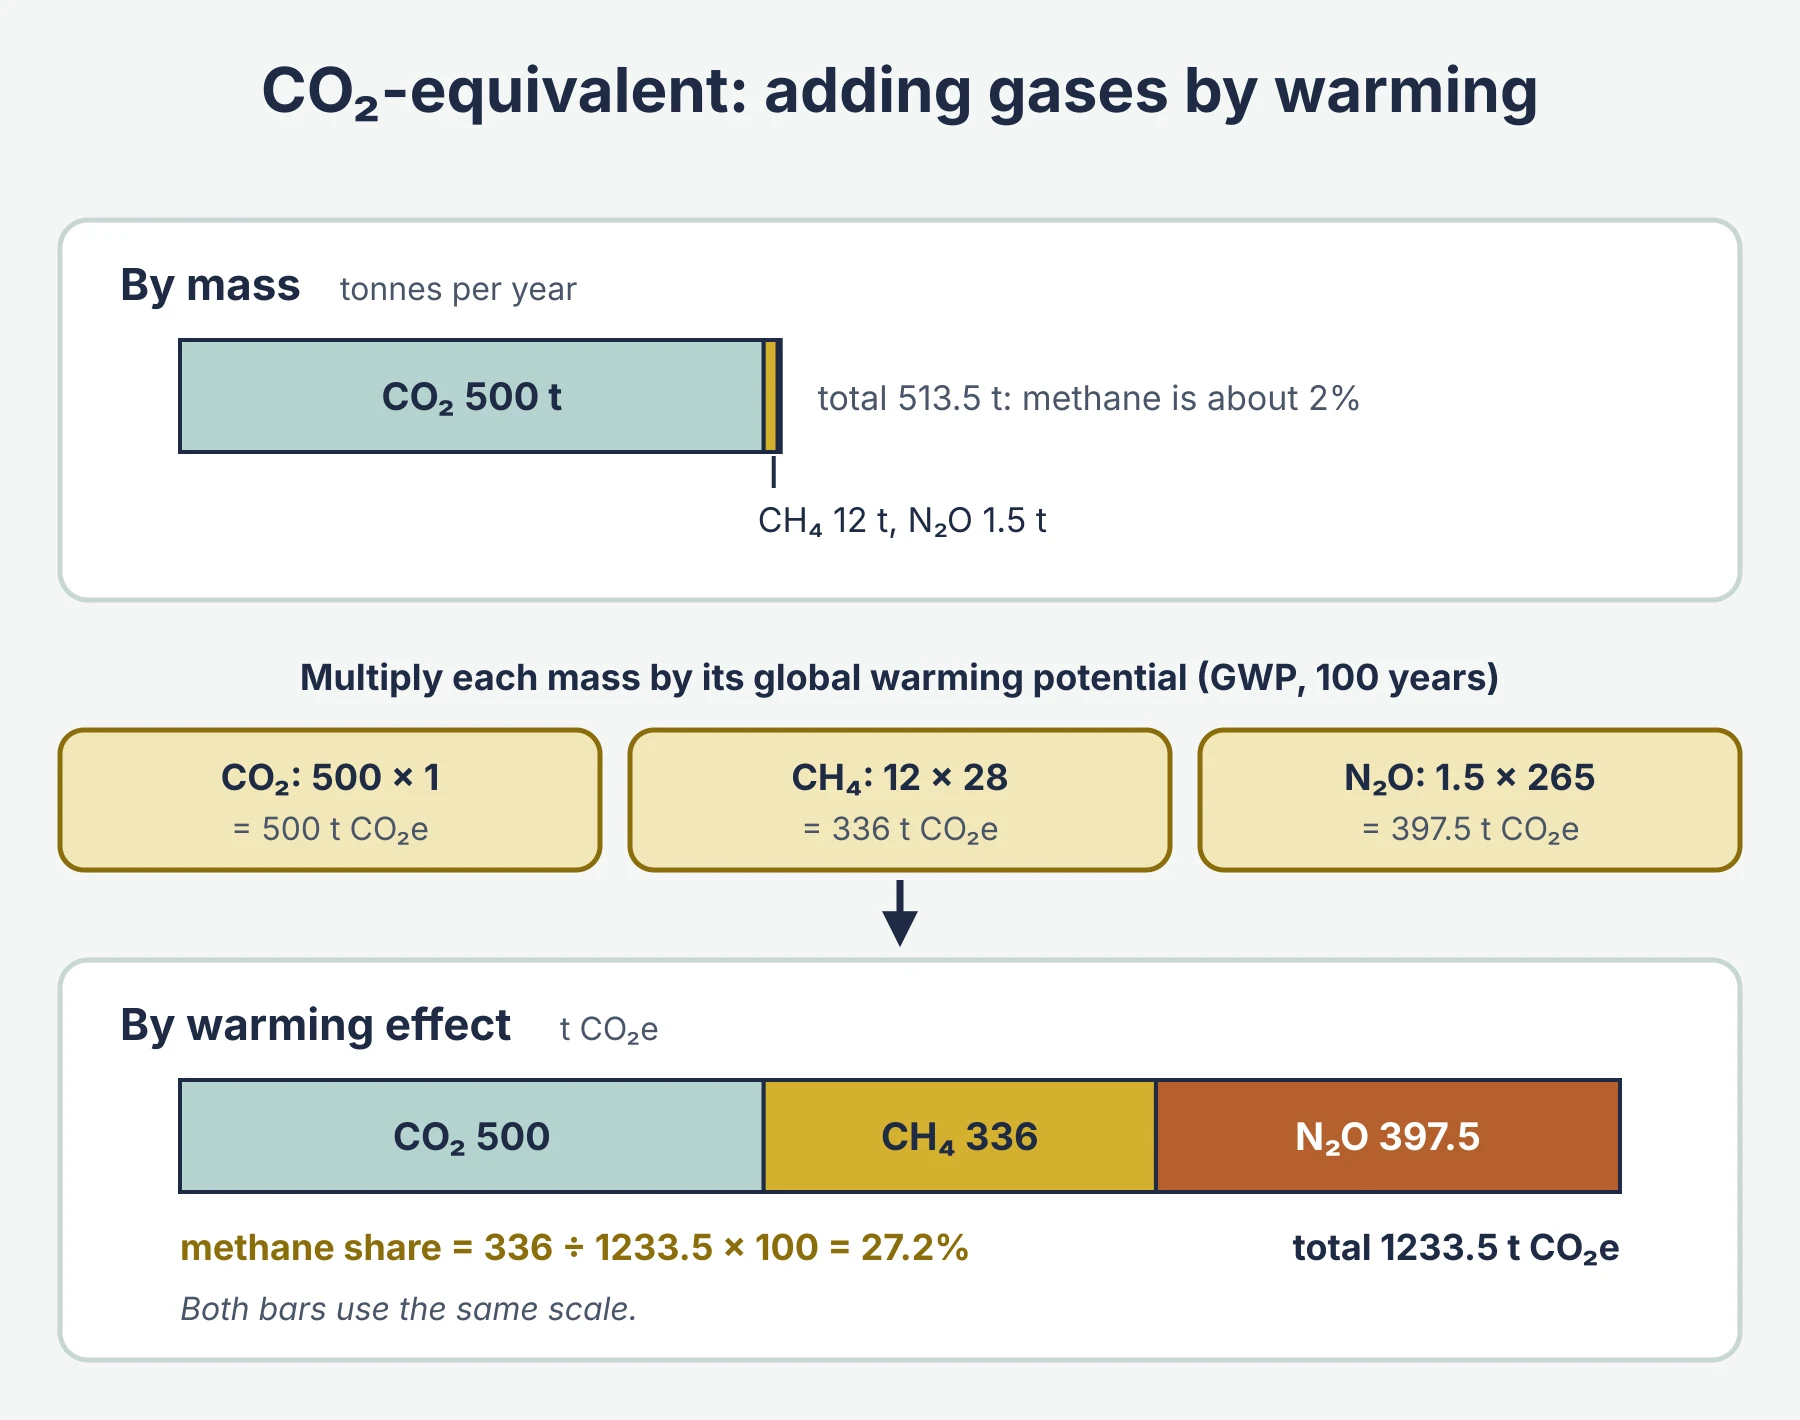 CO₂-equivalent: adding gases by warming
By mass tonnes per year
CO₂ 500 t
total 513.5 t: methane is about 2%
CH₄ 12 t, N₂O 1.5 t
Multiply each mass by its global warming potential (GWP, 100 years)
CO₂: 500 × 1
= 500 t CO₂e
CH₄: 12 × 28
= 336 t CO₂e
N₂O: 1.5 × 265
= 397.5 t CO₂e
By warming effect t CO₂e
CO₂ 500
CH₄ 336
N₂O 397.5
methane share = 336 ÷ 1233.5 × 100 = 27.2%
total 1233.5 t CO₂e
Both bars use the same scale.